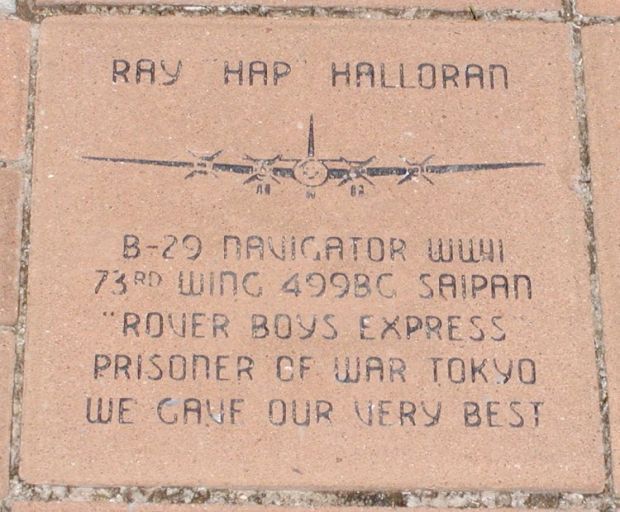 RAY "HAP" HALLORAN
B-29 NAVIGATOR WWII
73RD WING 499BG SAIPAN
"ROVER BOYS EXPRESS"
PRISONER OF WAR TOKYO
WE GAVE OUR VERY BEST